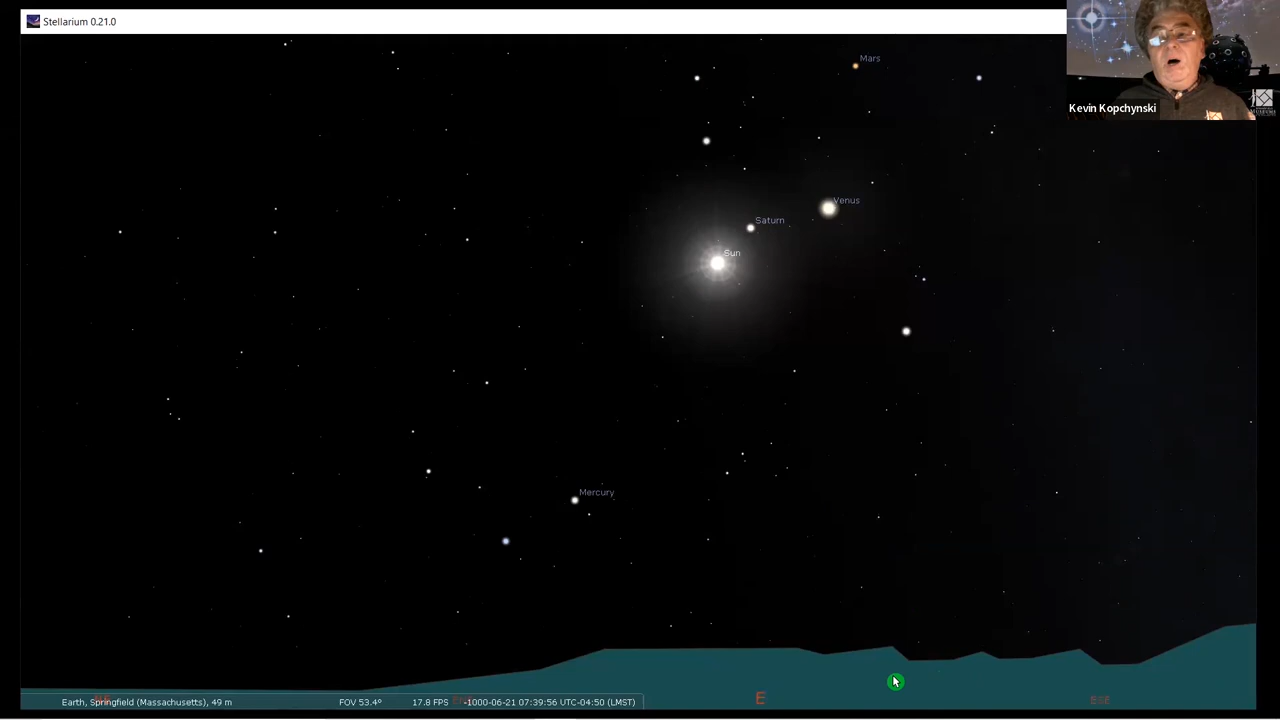 Stellarium 0.21.0
Mars
Kevin Kopchynski
Venus
Saturn
Sun
Mercury
E
Earth, Springfield (Massachusetts), 49 m FOV 53.4° 17.8 FPS -1000-06-21 07:39:56 UTC-04:50 (LMST)